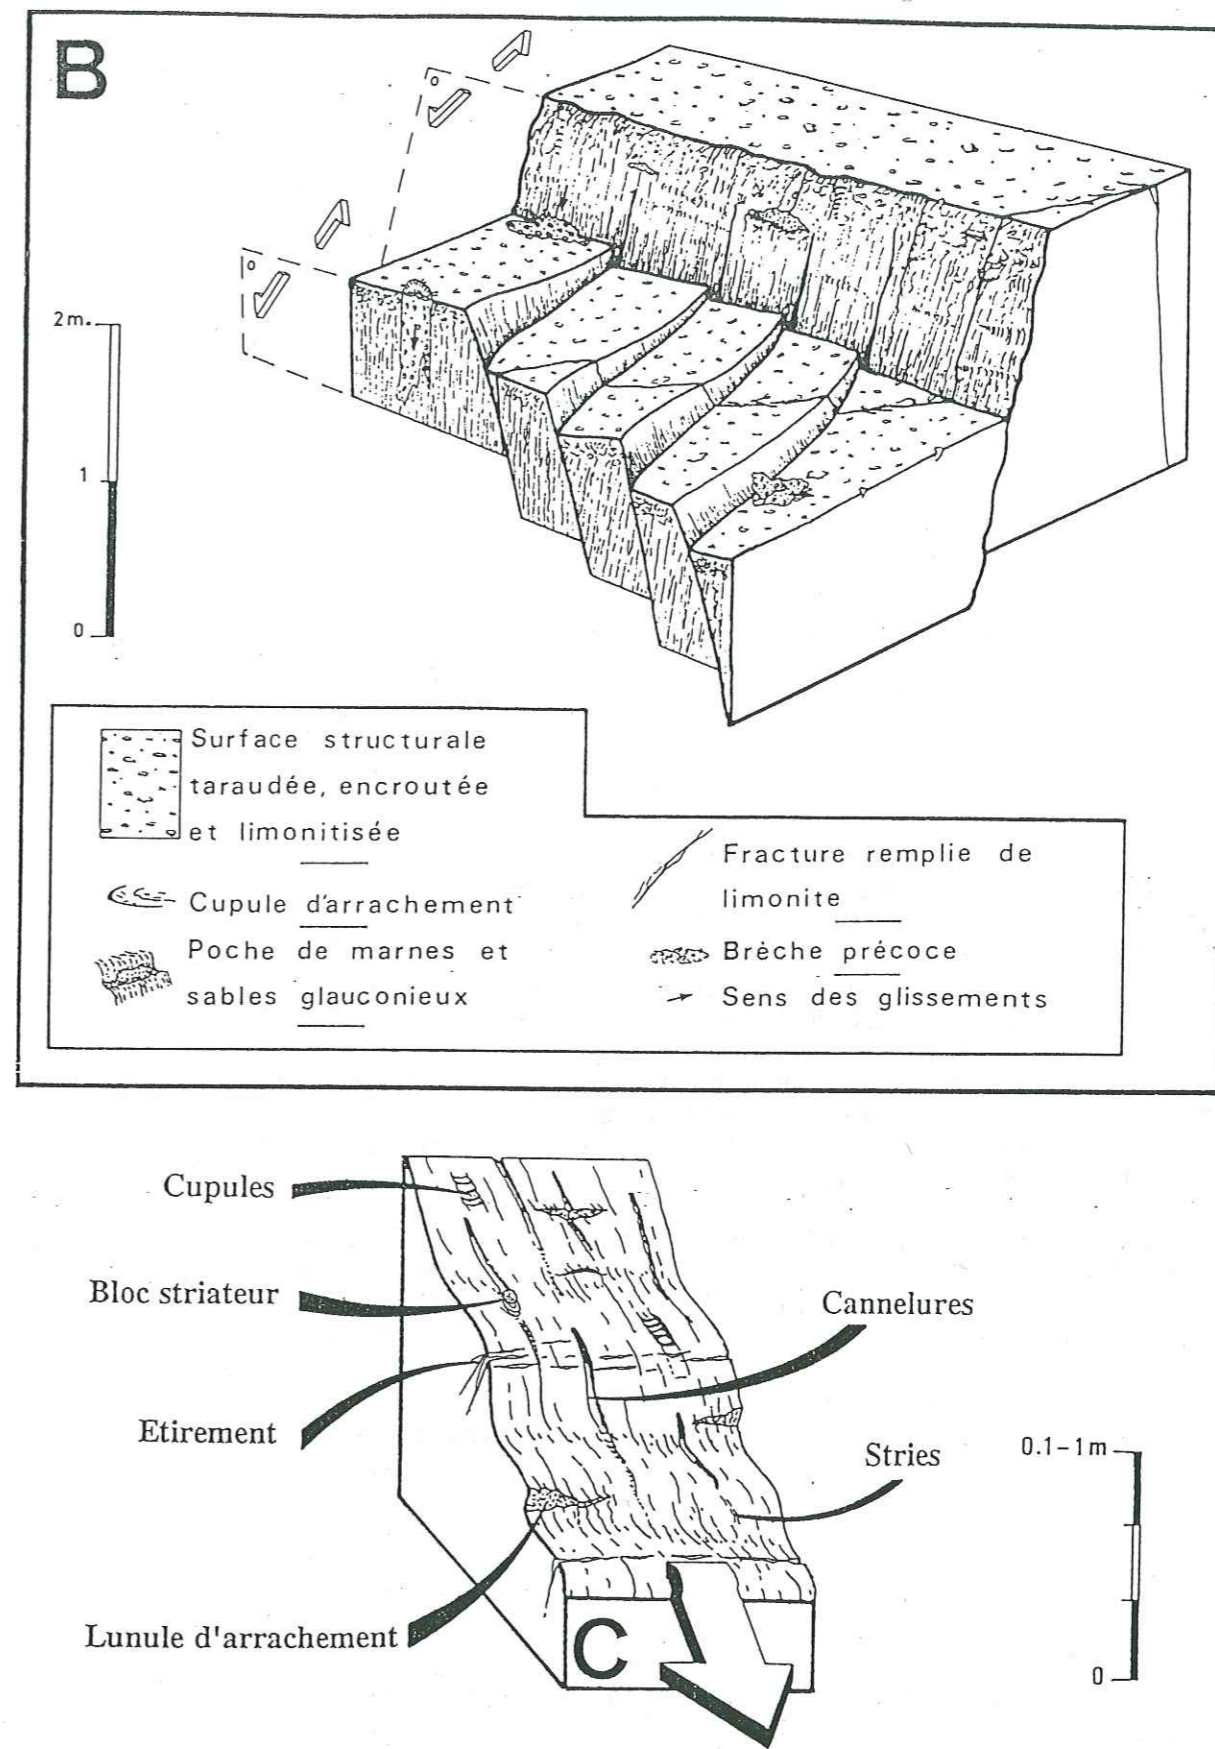 B
2 m.
1
0
Surface structurale
taraudée, encroutée
et limonitisée
Cupule d'arrachement
Poche de marnes et
sables glauconieux
Fracture remplie de
limonite
Brèche précoce
Sens des glissements
Cupules
Bloc striateur
Etirement
Lunule d'arrachement
Cannelures
Stries
0.1-1m
0
C